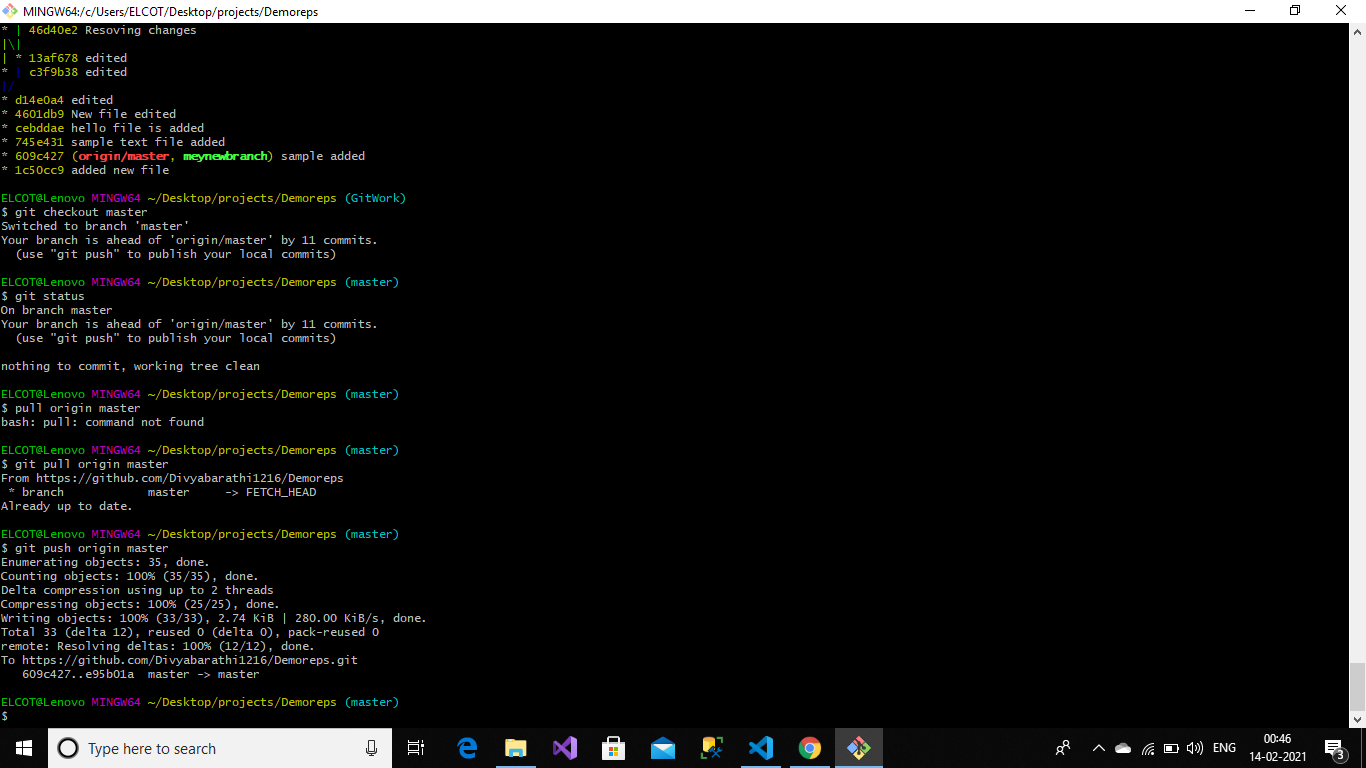 MINGW64:/c/Users/ELCOT/Desktop/projects/Demoreps
* | 46d40e2 Resoving changes
|\|
| * 13af678 edited
* | c3f9b38 edited
|/
* d14e0a4 edited
* 4601db9 New file edited
* cebddae hello file is added
* 745e431 sample text file added
* 609c427 (origin/master, meynewbranch) sample added
* 1c50cc9 added new file
ELCOT@Lenovo MINGW64 ~/Desktop/projects/Demoreps (GitWork)
$ git checkout master
Switched to branch 'master'
Your branch is ahead of 'origin/master' by 11 commits.
  (use "git push" to publish your local commits)
ELCOT@Lenovo MINGW64 ~/Desktop/projects/Demoreps (master)
$ git status
On branch master
Your branch is ahead of 'origin/master' by 11 commits.
  (use "git push" to publish your local commits)
nothing to commit, working tree clean
ELCOT@Lenovo MINGW64 ~/Desktop/projects/Demoreps (master)
$ pull origin master
bash: pull: command not found
ELCOT@Lenovo MINGW64 ~/Desktop/projects/Demoreps (master)
$ git pull origin master
From https://github.com/Divyabarathi1216/Demoreps
 * branch            master     -> FETCH_HEAD
Already up to date.
ELCOT@Lenovo MINGW64 ~/Desktop/projects/Demoreps (master)
$ git push origin master
Enumerating objects: 35, done.
Counting objects: 100% (35/35), done.
Delta compression using up to 2 threads
Compressing objects: 100% (25/25), done.
Writing objects: 100% (33/33), 2.74 KiB | 280.00 KiB/s, done.
Total 33 (delta 12), reused 0 (delta 0), pack-reused 0
remote: Resolving deltas: 100% (12/12), done.
To https://github.com/Divyabarathi1216/Demoreps.git
   609c427..e95b01a  master -> master
ELCOT@Lenovo MINGW64 ~/Desktop/projects/Demoreps (master)
$
Type here to search
ENG
00:46
14-02-2021
3